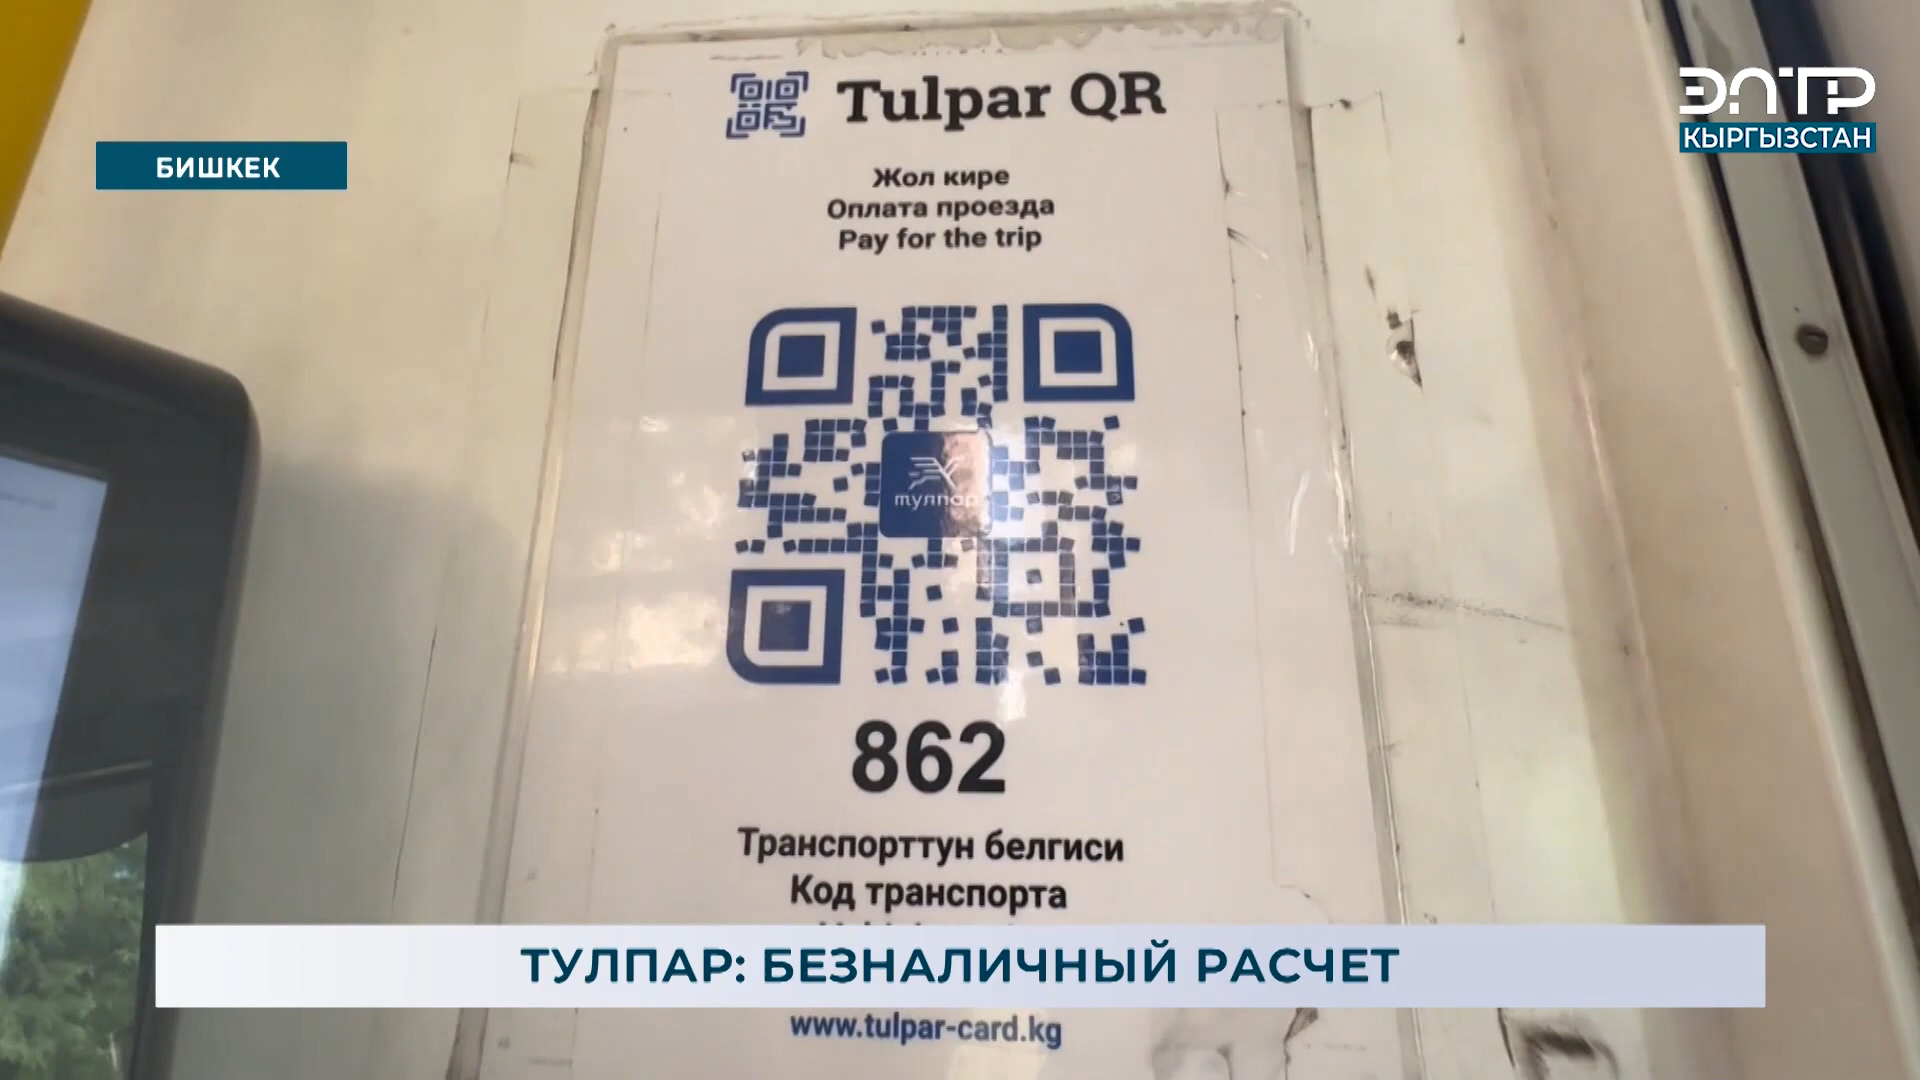 ЭЛТР
КЫРГЫЗСТАН
БИШКЕК
Tulpar QR
Жол кире
Оплата проезда
Pay for the trip
тулпар
862
Транспорттун белгиси
Код транспорта
ТУЛПАР: БЕЗНАЛИЧНЫЙ РАСЧЕТ
www.tulpar-card.kg